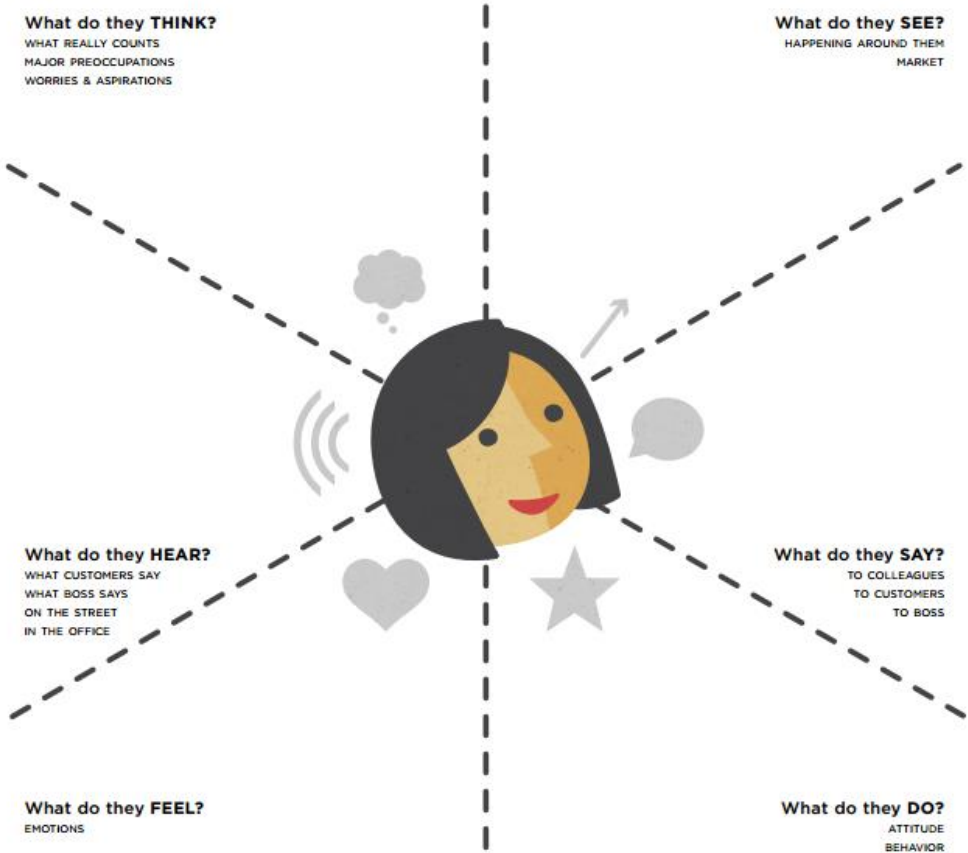 What do they THINK?
WHAT REALLY COUNTS
MAJOR PREOCCUPATIONS
WORRIES & ASPIRATIONS
What do they SEE?
HAPPENING AROUND THEM
MARKET
What do they HEAR?
WHAT CUSTOMERS SAY
WHAT BOSS SAYS
ON THE STREET
IN THE OFFICE
What do they SAY?
TO COLLEAGUES
TO CUSTOMERS
TO BOSS
What do they FEEL?
EMOTIONS
What do they DO?
ATTITUDE
BEHAVIOR